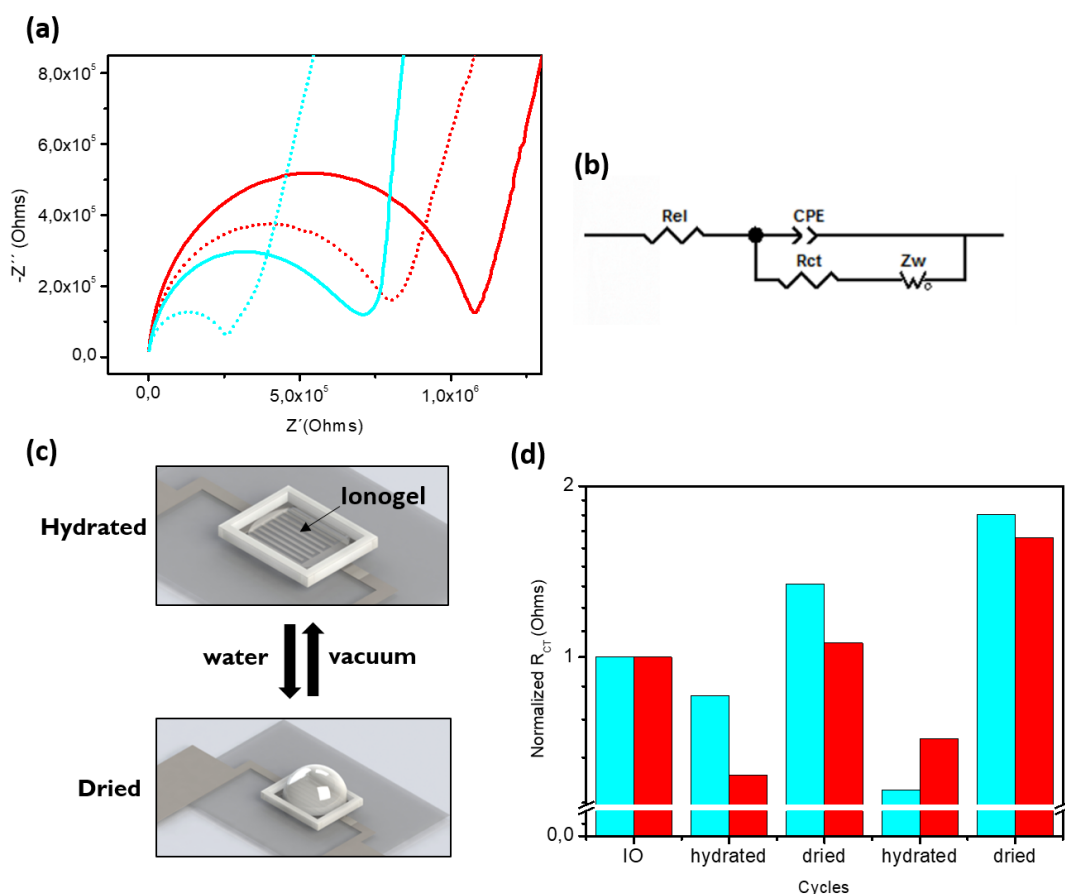 (a)
8,0x10⁵
6,0x10⁵
4,0x10⁵
2,0x10⁵
0,0
-Z´´ (Ohms)
0,0
5,0x10⁵
1,0x10⁶
Z´(Ohms)
(b)
Rel
CPE
Rct
Zw
(c)
Ionogel
Hydrated
water
vacuum
Dried
(d)
2
1
0,0
Normalized R_CT (Ohms)
IO
hydrated
dried
hydrated
dried
Cycles